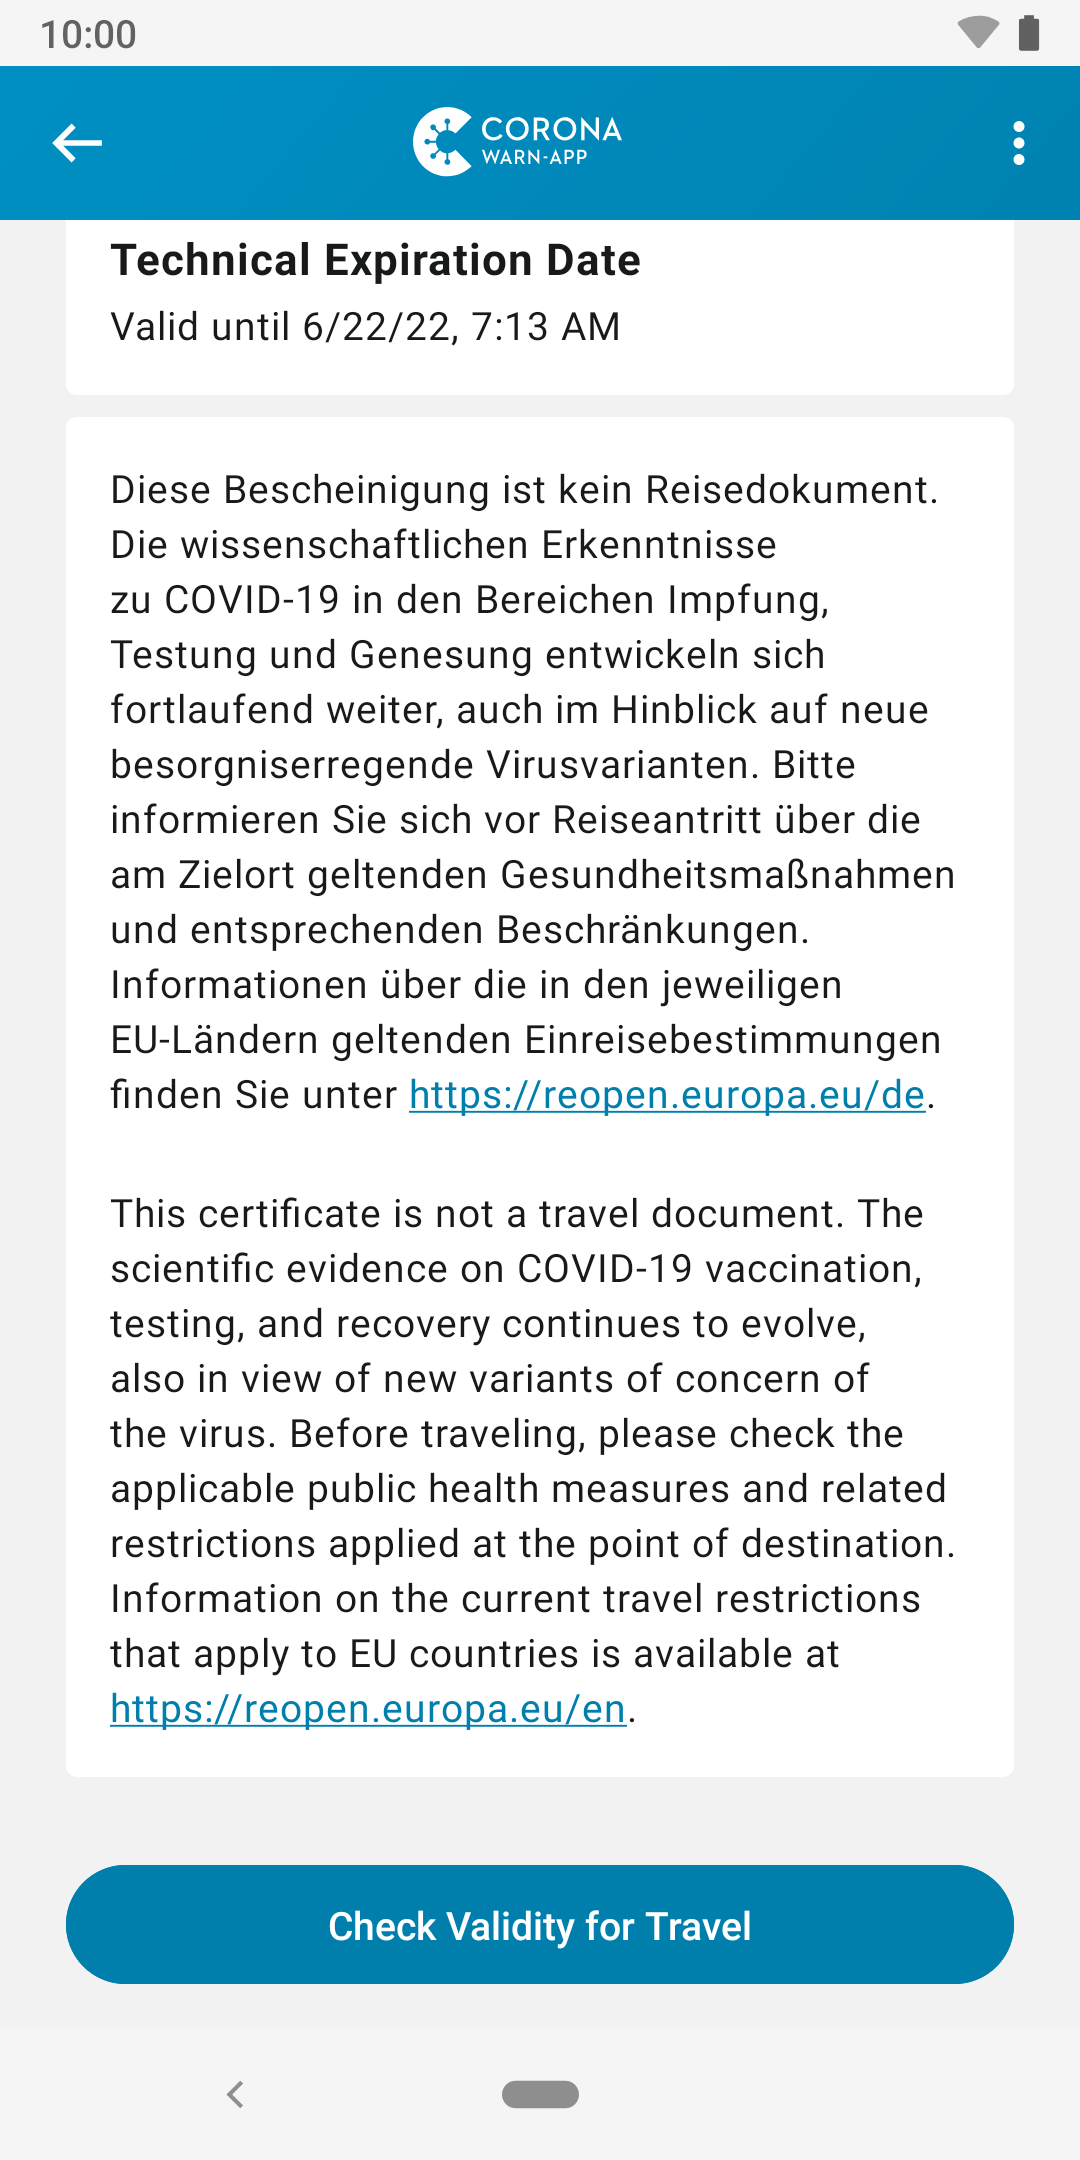 10:00
CORONA
WARN-APP
Technical Expiration Date
Valid until 6/22/22, 7:13 AM
Diese Bescheinigung ist kein Reisedokument.
Die wissenschaftlichen Erkenntnisse
zu COVID-19 in den Bereichen Impfung,
Testung und Genesung entwickeln sich
fortlaufend weiter, auch im Hinblick auf neue
besorgniserregende Virusvarianten. Bitte
informieren Sie sich vor Reiseantritt über die
am Zielort geltenden Gesundheitsmaßnahmen
und entsprechenden Beschränkungen.
Informationen über die in den jeweiligen
EU-Ländern geltenden Einreisebestimmungen
finden Sie unter https://reopen.europa.eu/de.
This certificate is not a travel document. The
scientific evidence on COVID-19 vaccination,
testing, and recovery continues to evolve,
also in view of new variants of concern of
the virus. Before traveling, please check the
applicable public health measures and related
restrictions applied at the point of destination.
Information on the current travel restrictions
that apply to EU countries is available at
https://reopen.europa.eu/en.
Check Validity for Travel